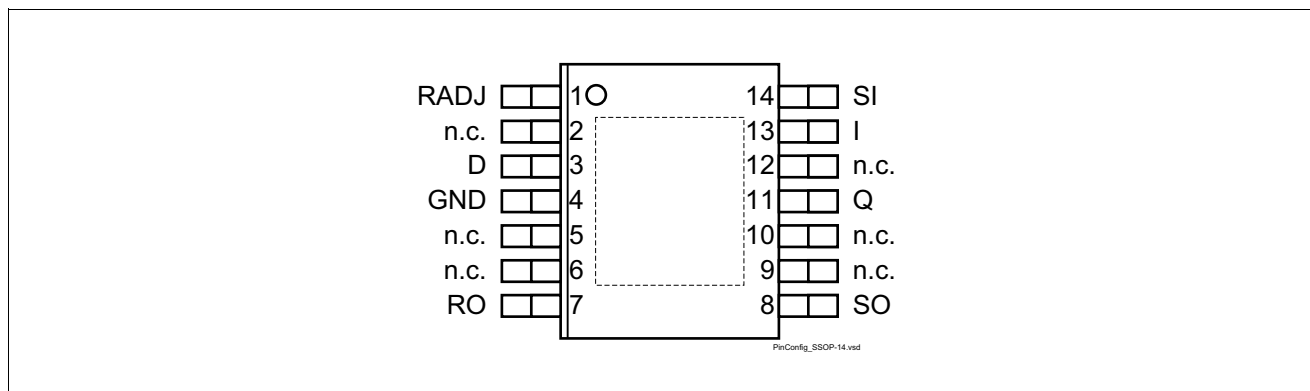 RADJ 1 14 SI
n.c. 2 13 I
D 3 12 n.c.
GND 4 11 Q
n.c. 5 10 n.c.
n.c. 6 9 n.c.
RO 7 8 SO
PinConfig_SSOP-14.vsd